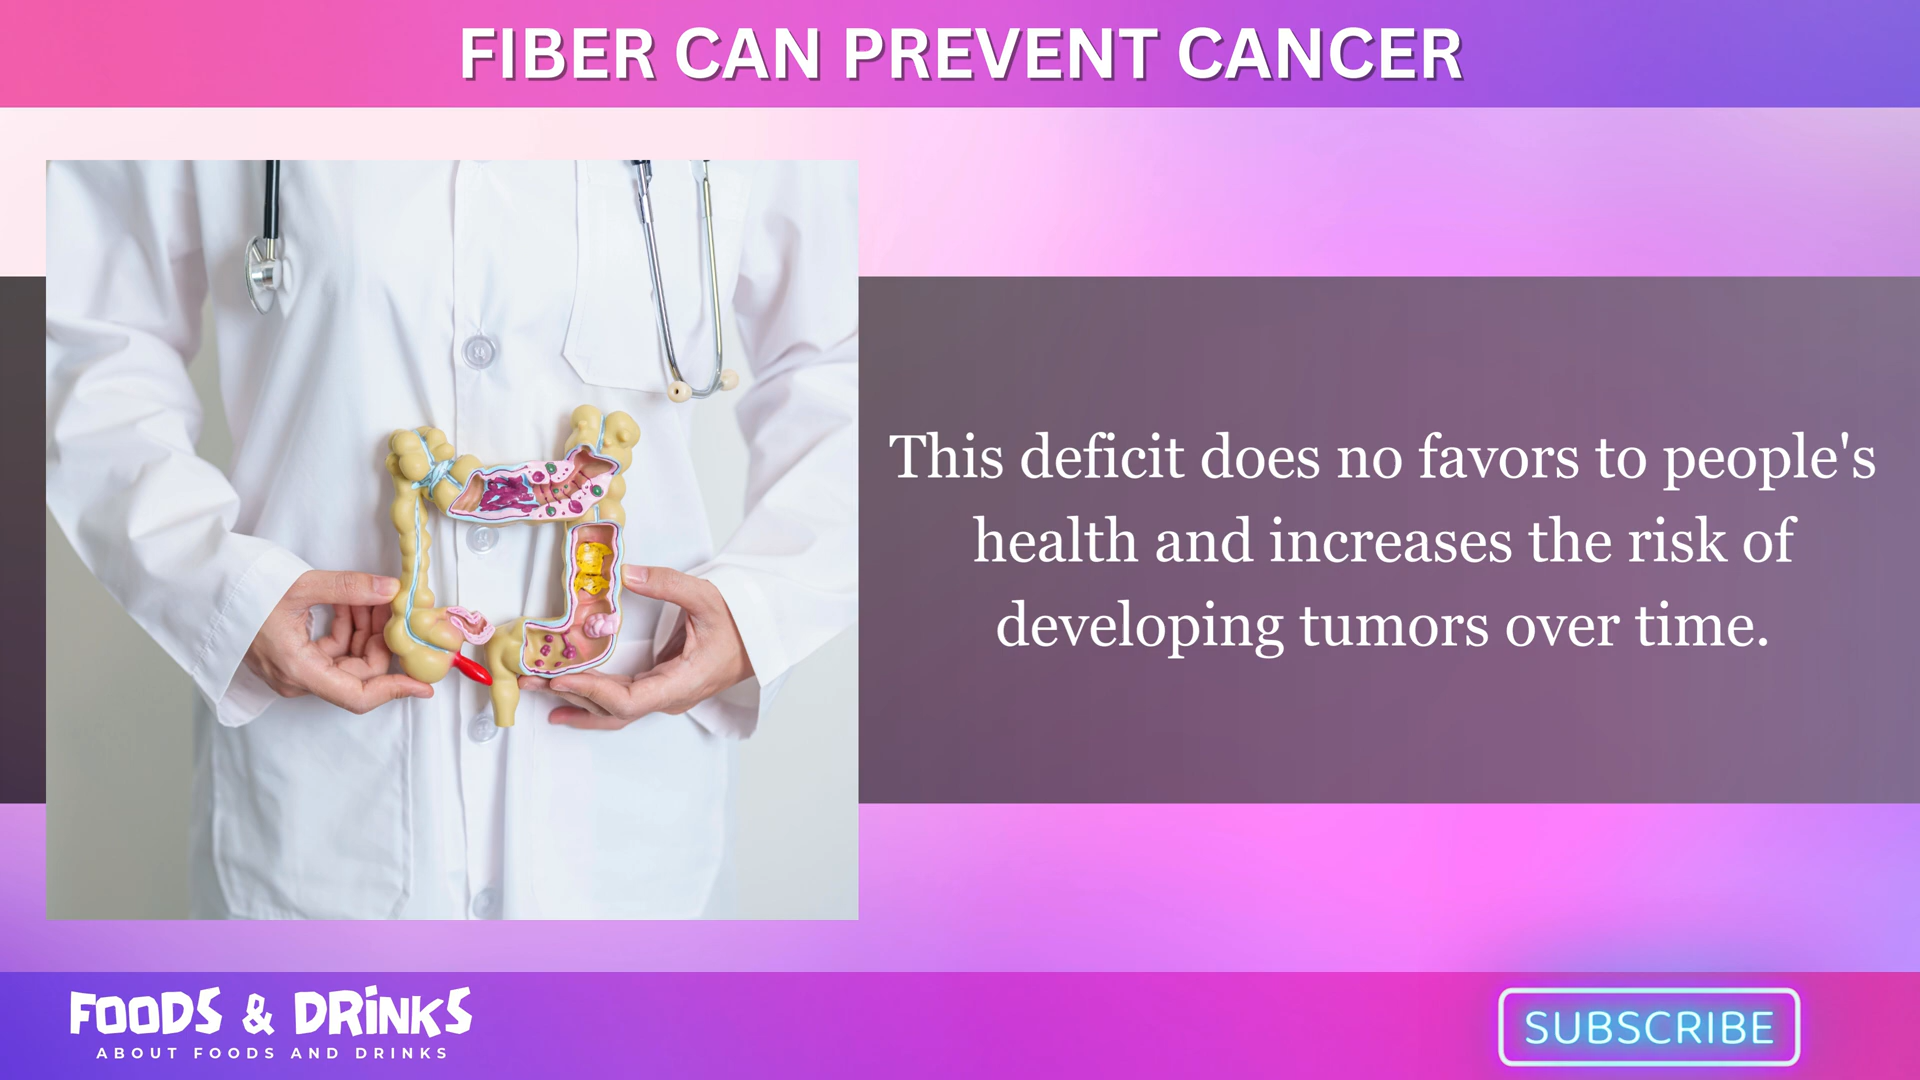 FIBER CAN PREVENT CANCER
This deficit does no favors to people's
health and increases the risk of
developing tumors over time.
FOODS & DRiNKS
ABOUT FOODS AND DRINKS
SUBSCRIBE